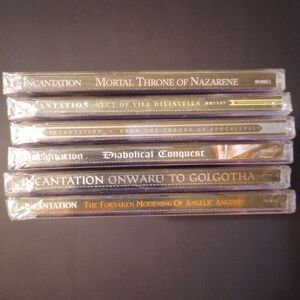 INCANTATION MORTAL THRONE OF NAZARENE
INCANTATION SECT OF VILE DIVINITIES
INCANTATION • UPON THE THRONE OF APOCALYPSE
Incantation Diabolical Conquest
INCANTATION ONWARD TO GOLGOTHA
INCANTATION THE FORSAKEN MOURNING OF ANGELIC ANGUISH